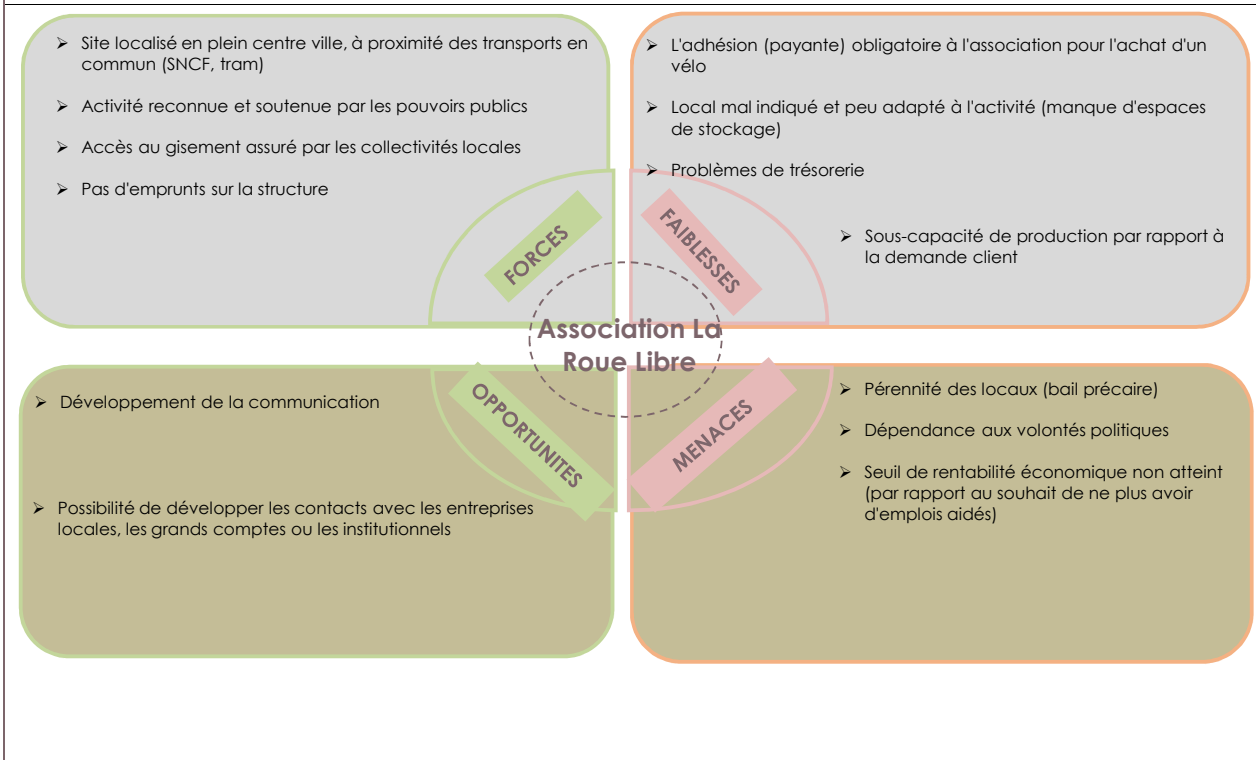 ➢ Site localisé en plein centre ville, à proximité des transports en
commun (SNCF, tram)
➢ Activité reconnue et soutenue par les pouvoirs publics
➢ Accès au gisement assuré par les collectivités locales
➢ Pas d'emprunts sur la structure
FORCES
➢ L'adhésion (payante) obligatoire à l'association pour l'achat d'un
vélo
➢ Local mal indiqué et peu adapté à l'activité (manque d'espaces
de stockage)
➢ Problèmes de trésorerie
➢ Sous-capacité de production par rapport à
la demande client
FAIBLESSES
Association La
Roue Libre
➢ Développement de la communication
➢ Possibilité de développer les contacts avec les entreprises
locales, les grands comptes ou les institutionnels
OPPORTUNITES
➢ Pérennité des locaux (bail précaire)
➢ Dépendance aux volontés politiques
➢ Seuil de rentabilité économique non atteint
(par rapport au souhait de ne plus avoir
d'emplois aidés)
MENACES